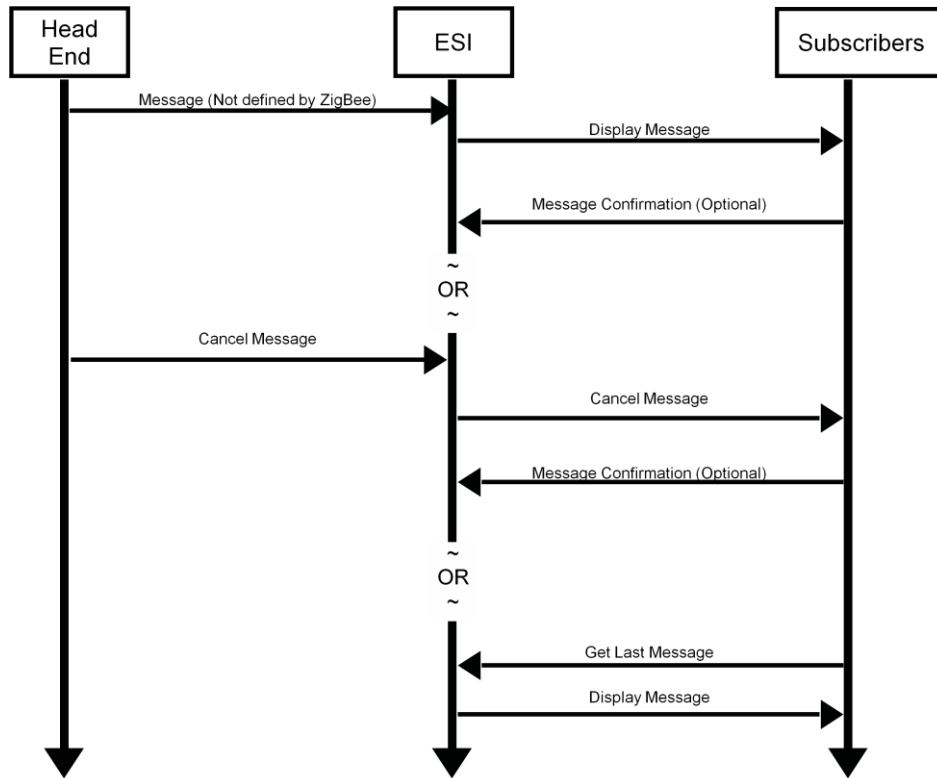 Head
End
ESI
Subscribers
Message (Not defined by ZigBee)
Display Message
Message Confirmation (Optional)
~
OR
~
Cancel Message
Cancel Message
Message Confirmation (Optional)
~
OR
~
Get Last Message
Display Message